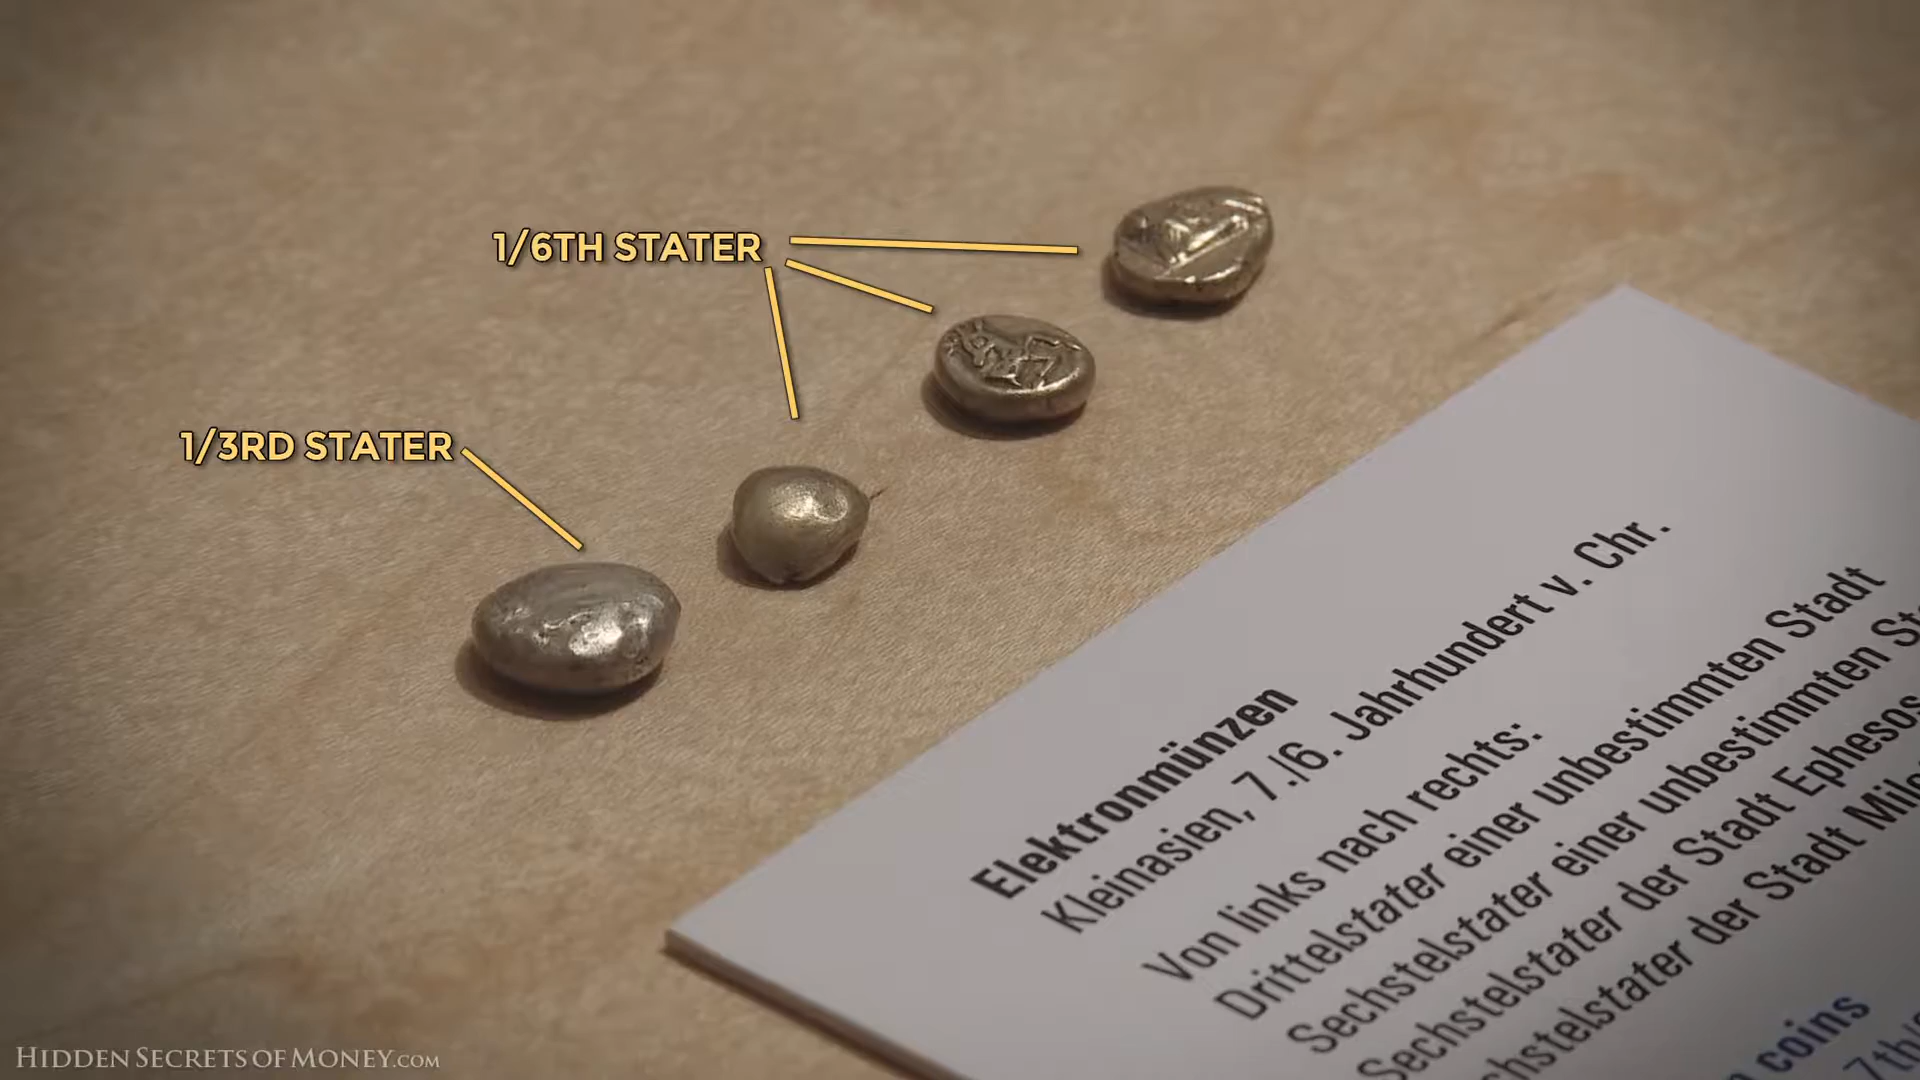 1/6TH STATER
1/3RD STATER
Elektronmünzen
Kleinasien, 7./6. Jahrhundert v. Chr.
Von links nach rechts:
Drittelstater einer unbestimmten Stadt
Sechstelstater einer unbestimmten
Sechstelstater der Stadt Ephesos
der Stadt
coins
HIDDEN SECRETS OF MONEY.COM